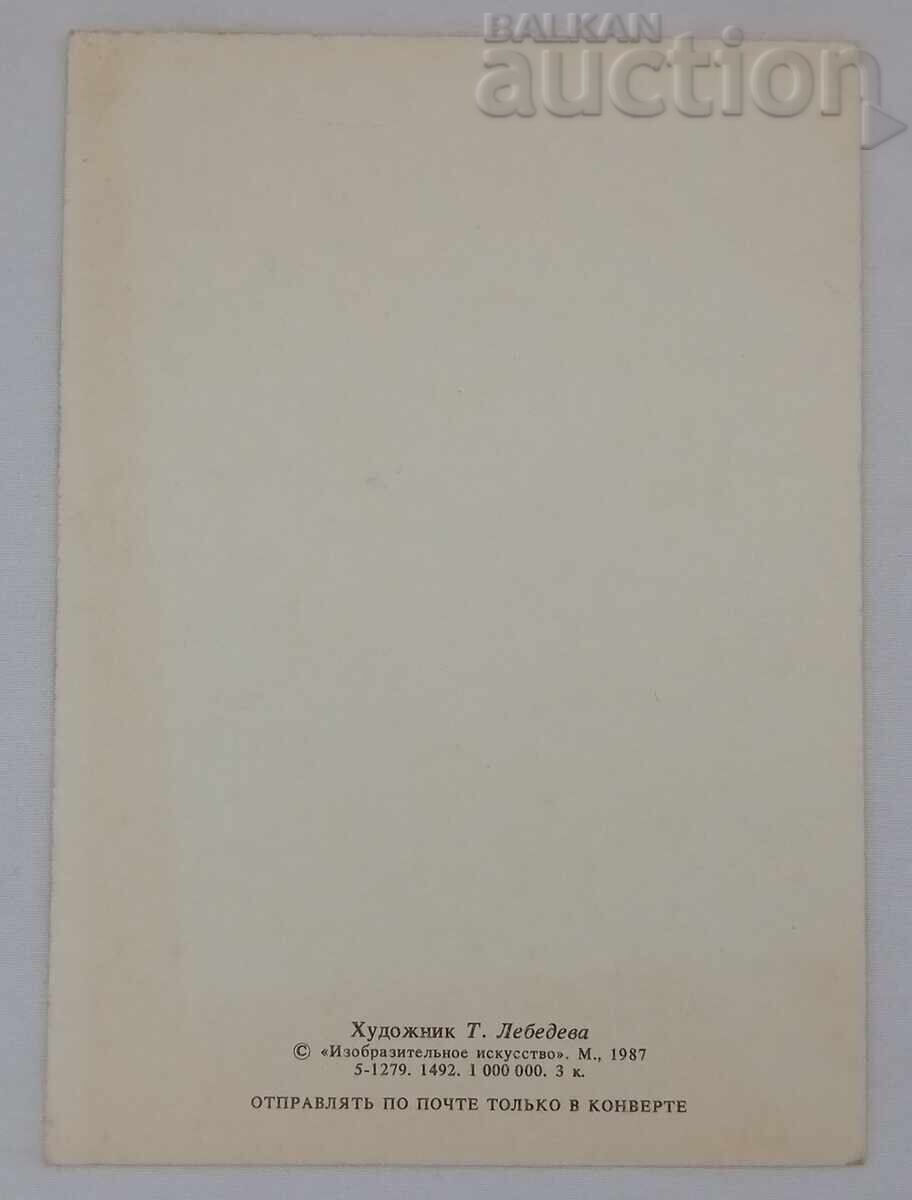 BALKAN
auction
Художник Т. Лебедева
© «Изобразительное искусство». М., 1987
5-1279. 1492. 1 000 000. 3 к.
ОТПРАВЛЯТЬ ПО ПОЧТЕ ТОЛЬКО В КОНВЕРТЕ